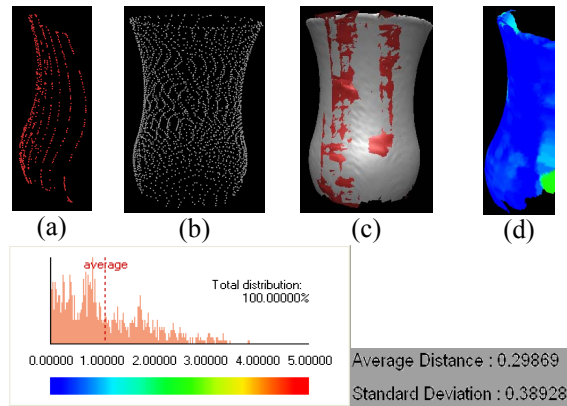 (a) (b) (c) (d)
average
Total distribution:
100.00000%
0.00000 1.00000 2.00000 3.00000 4.00000 5.00000
Average Distance : 0.29869
Standard Deviation : 0.38928